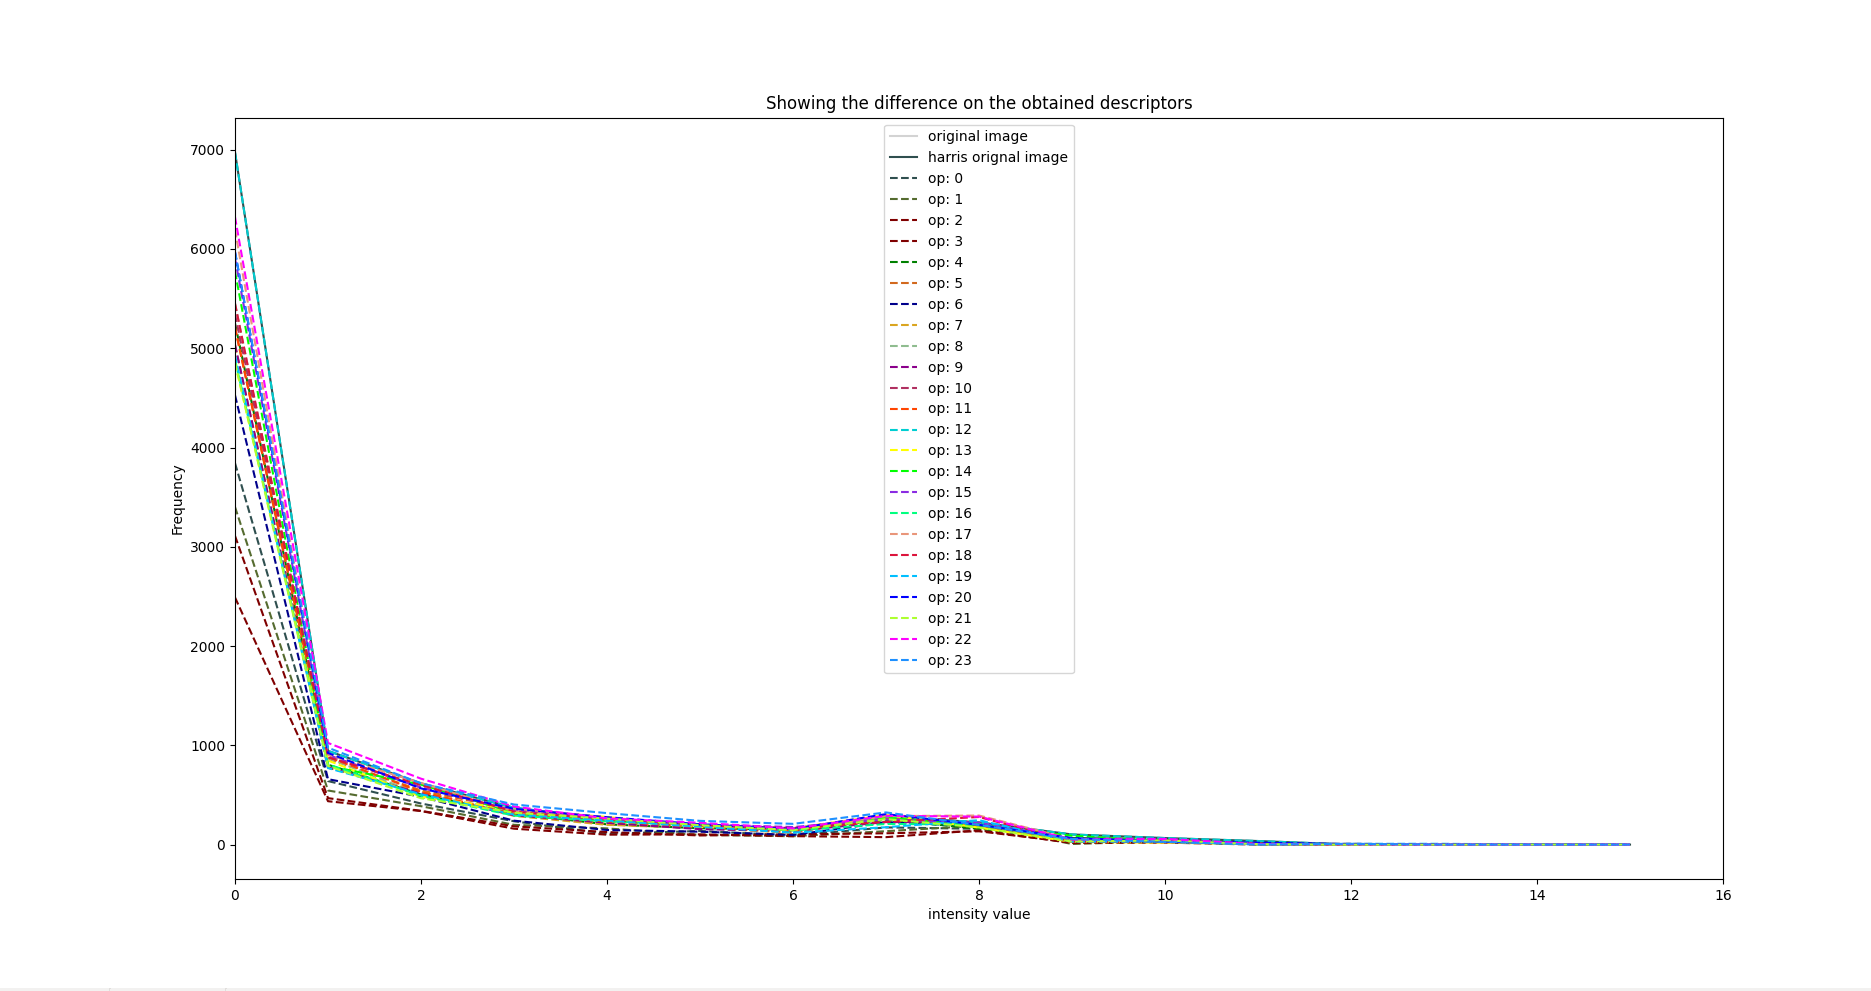 Showing the difference on the obtained descriptors
7000
6000
5000
4000
3000
2000
1000
0
Frequency
original image
harris orignal image
op: 0
op: 1
op: 2
op: 3
op: 4
op: 5
op: 6
op: 7
op: 8
op: 9
op: 10
op: 11
op: 12
op: 13
op: 14
op: 15
op: 16
op: 17
op: 18
op: 19
op: 20
op: 21
op: 22
op: 23
0 2 4 6 8 10 12 14 16
intensity value